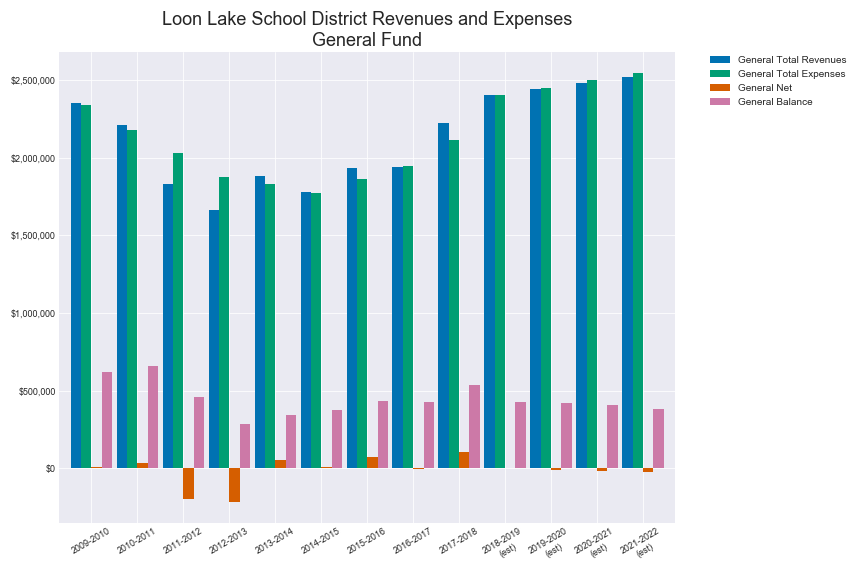 Loon Lake School District Revenues and Expenses
General Fund
General Total Revenues
General Total Expenses
General Net
General Balance
$2,500,000
$2,000,000
$1,500,000
$1,000,000
$500,000
$0
2009-2010
2010-2011
2011-2012
2012-2013
2013-2014
2014-2015
2015-2016
2016-2017
2017-2018
2018-2019
(est)
2019-2020
(est)
2020-2021
(est)
2021-2022
(est)